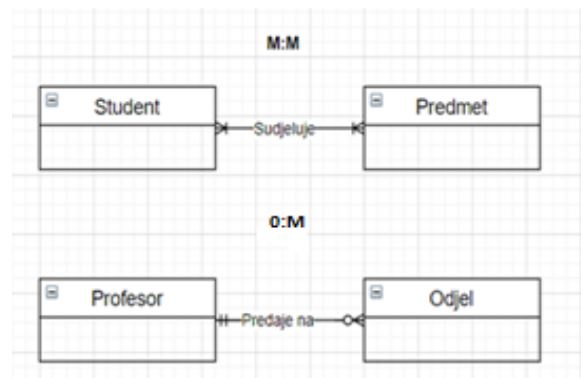 M:M
Student
Predmet
Sudjeluje
0:M
Profesor
Odjel
Predaje na